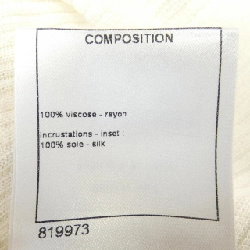 COMPOSITION
100% viscose - rayon
incrustations - inset :
100% soie - silk
819973